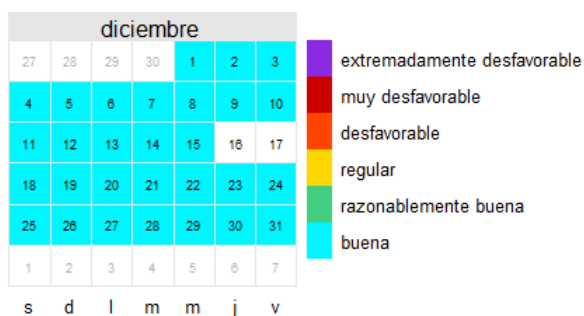 diciembre
27 28 29 30 1 2 3
4 5 6 7 8 9 10
11 12 13 14 15 16 17
18 19 20 21 22 23 24
25 26 27 28 29 30 31
1 2 3 4 5 6 7
s d l m m j v
extremadamente desfavorable
muy desfavorable
desfavorable
regular
razonablemente buena
buena